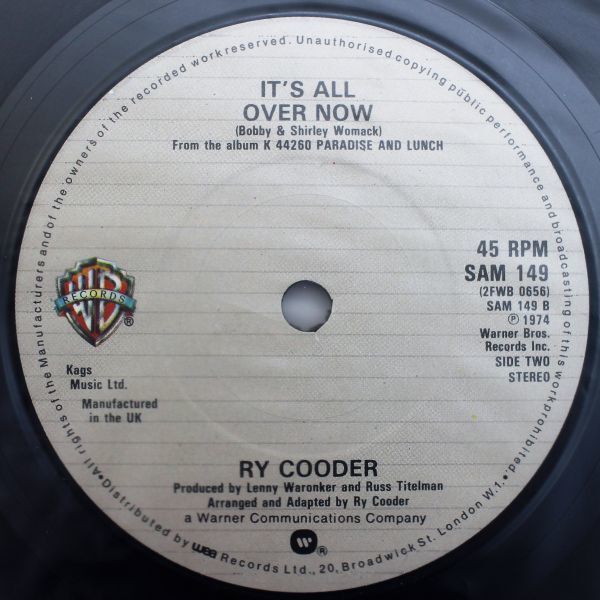 All rights of the Manufacturers and of the owners of the recorded work reserved. Unauthorised copying public performance and broadcasting of this work prohibited.
IT'S ALL
OVER NOW
(Bobby & Shirley Womack)
From the album K 44260 PARADISE AND LUNCH
45 RPM
SAM 149
(2FWB 0656)
SAM 149 B
℗ 1974
Warner Bros.
Records Inc.
SIDE TWO
STEREO
WB
RECORDS
®
Kags
Music Ltd.
Manufactured
in the UK
RY COODER
Produced by Lenny Waronker and Russ Titelman
Arranged and Adapted by Ry Cooder
a Warner Communications Company
®
•Distributed by wea Records Ltd., 20, Broadwick St. London W.1.•